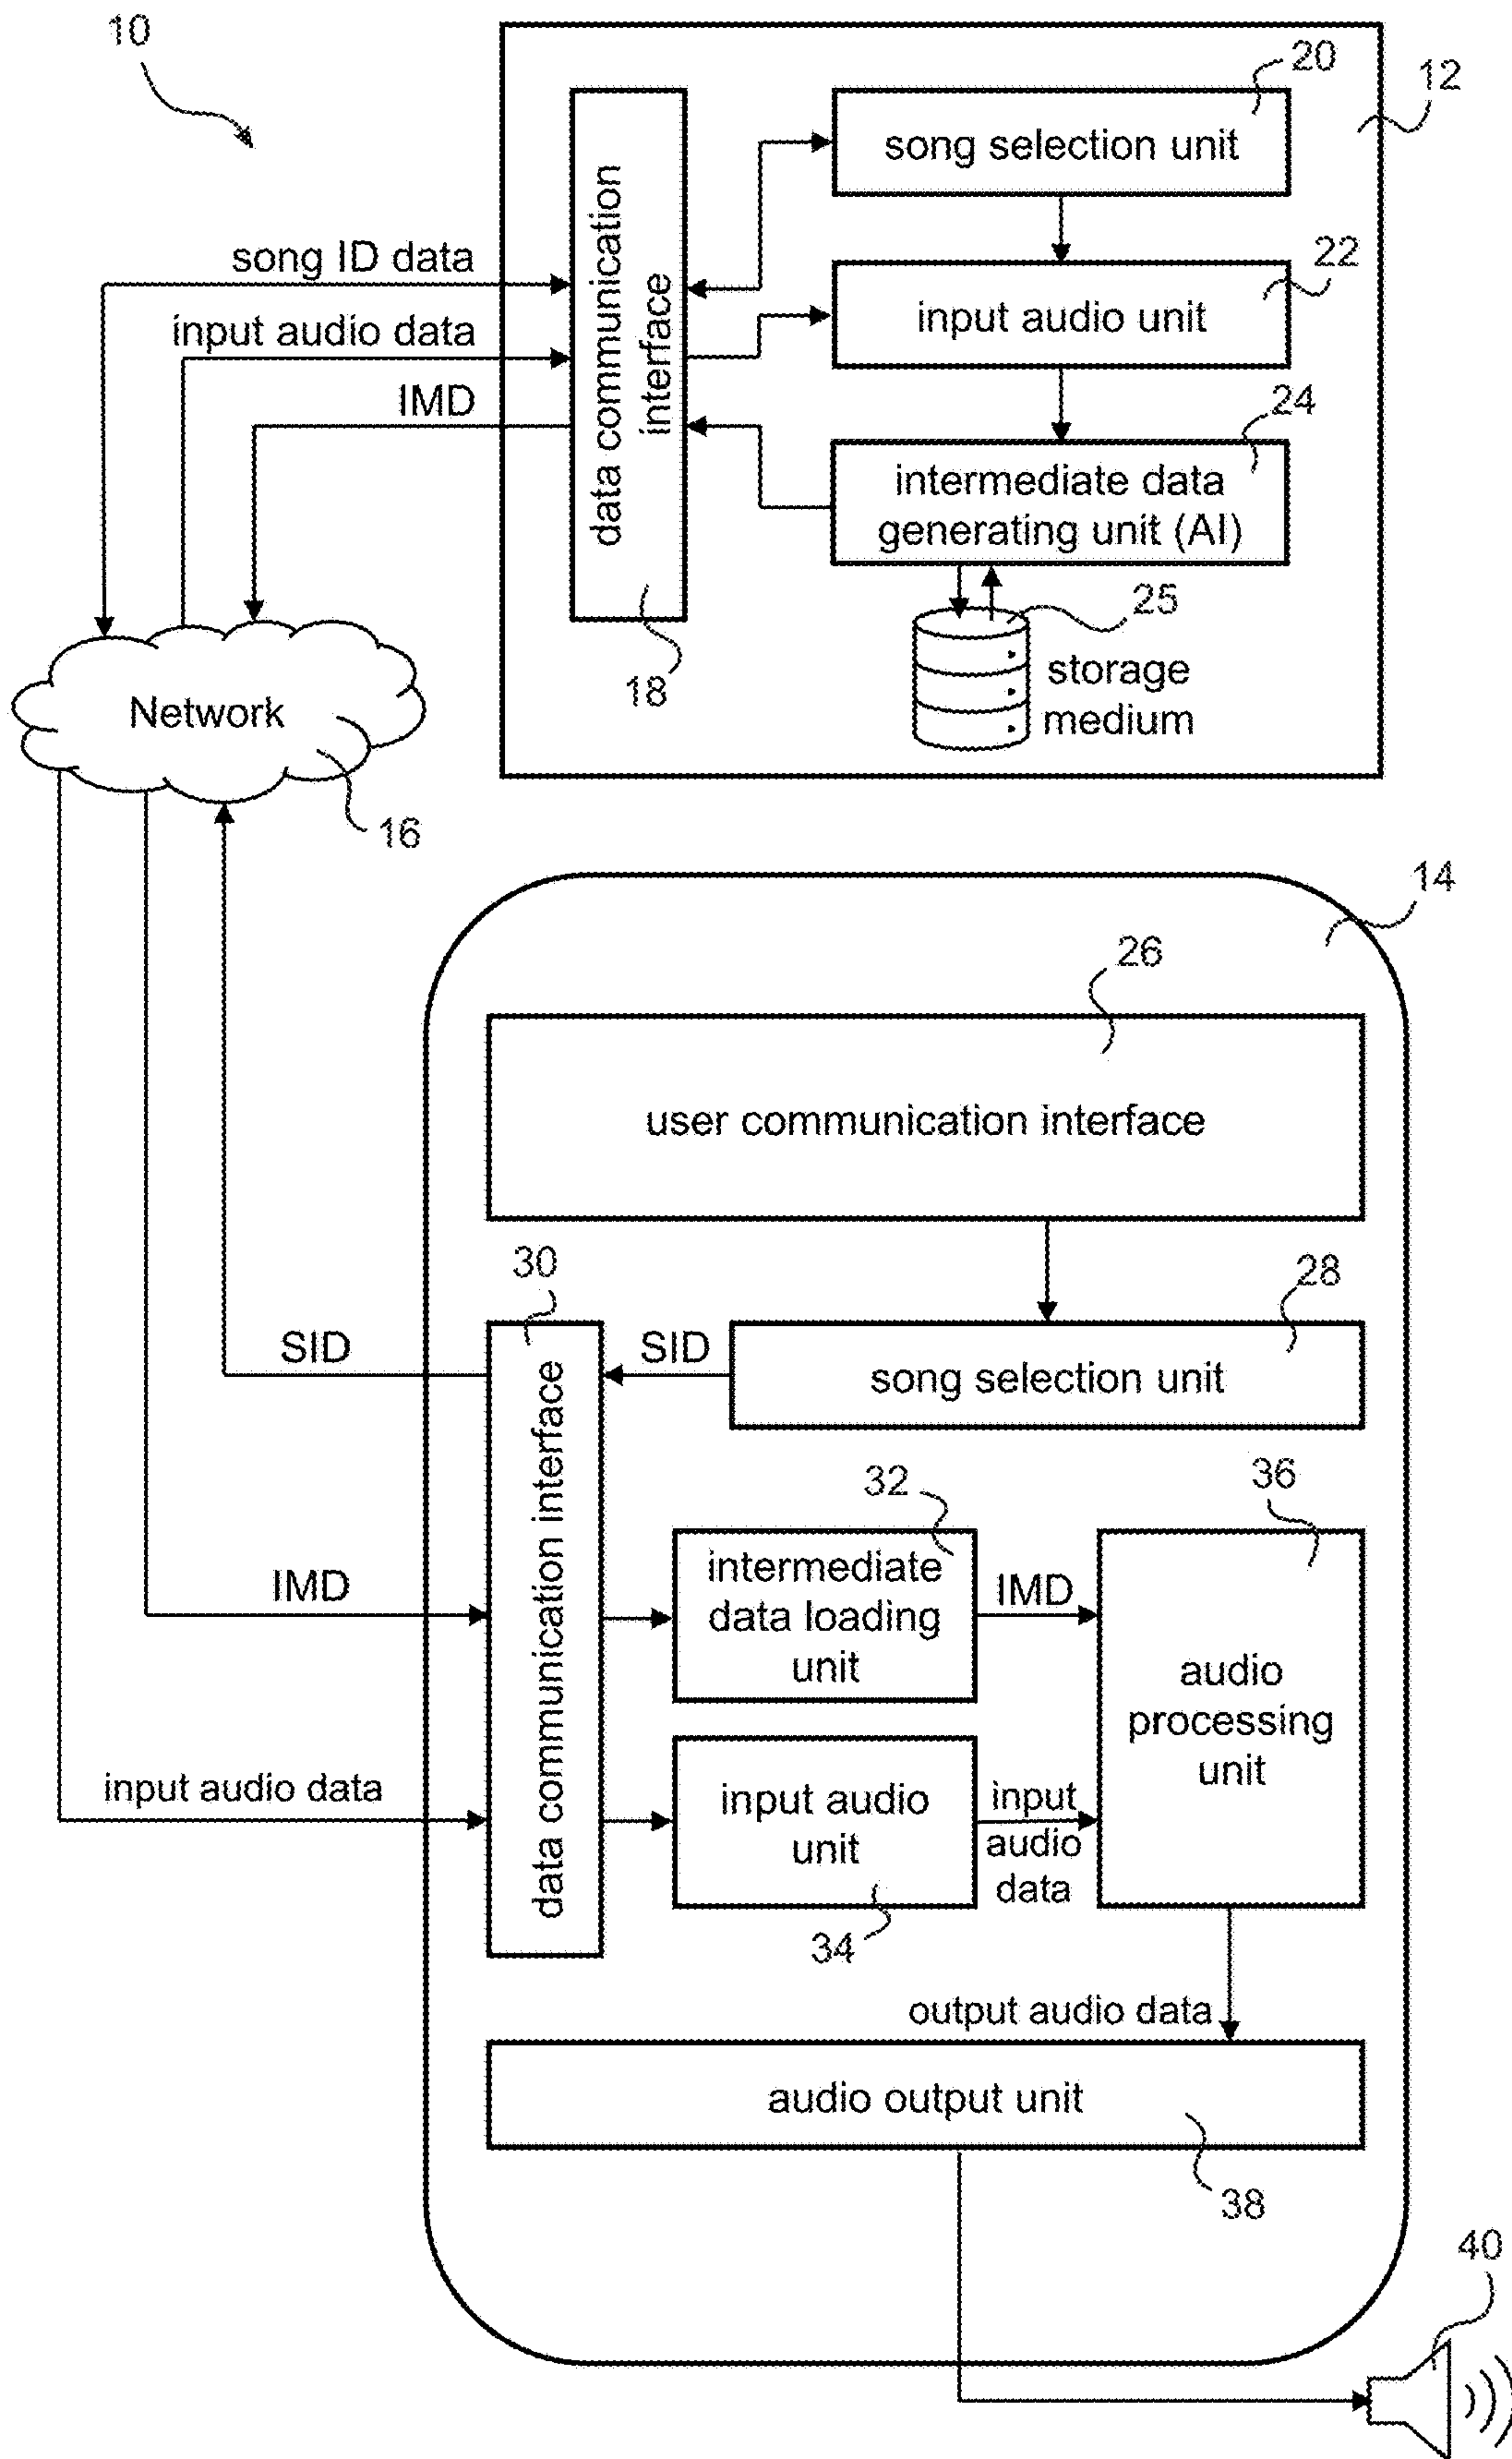 10
20
12
song selection unit
data communication
interface
song ID data
22
input audio data
input audio unit
IMD
24
intermediate data
generating unit (AI)
25
18
storage
medium
Network
16
14
26
user communication interface
30
28
SID
SID
song selection unit
data communication interface
32
36
intermediate
data loading
unit
IMD
IMD
audio
processing
unit
input audio data
input audio
unit
input
audio
data
34
output audio data
audio output unit
38
40